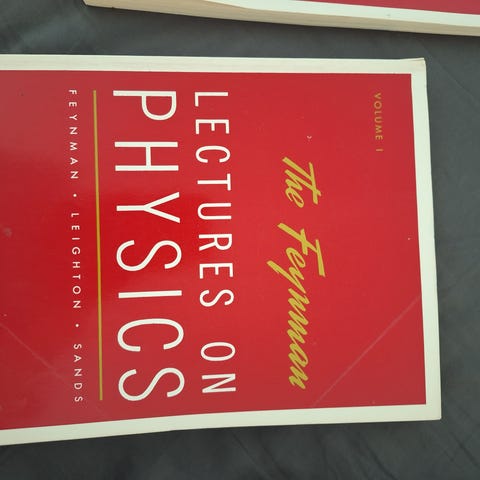 VOLUME I
The Feynman
LECTURES ON
PHYSICS
FEYNMAN • LEIGHTON • SANDS